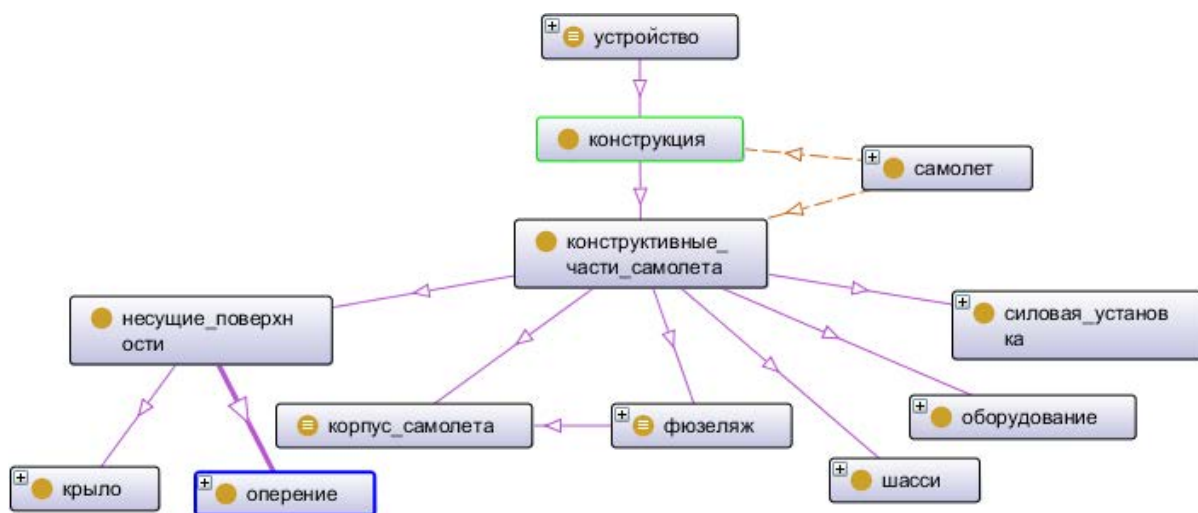 устройство
конструкция
самолет
конструктивные_
части_самолета
несущие_поверхн
ости
силовая_установ
ка
корпус_самолета
фюзеляж
оборудование
крыло
оперение
шасси